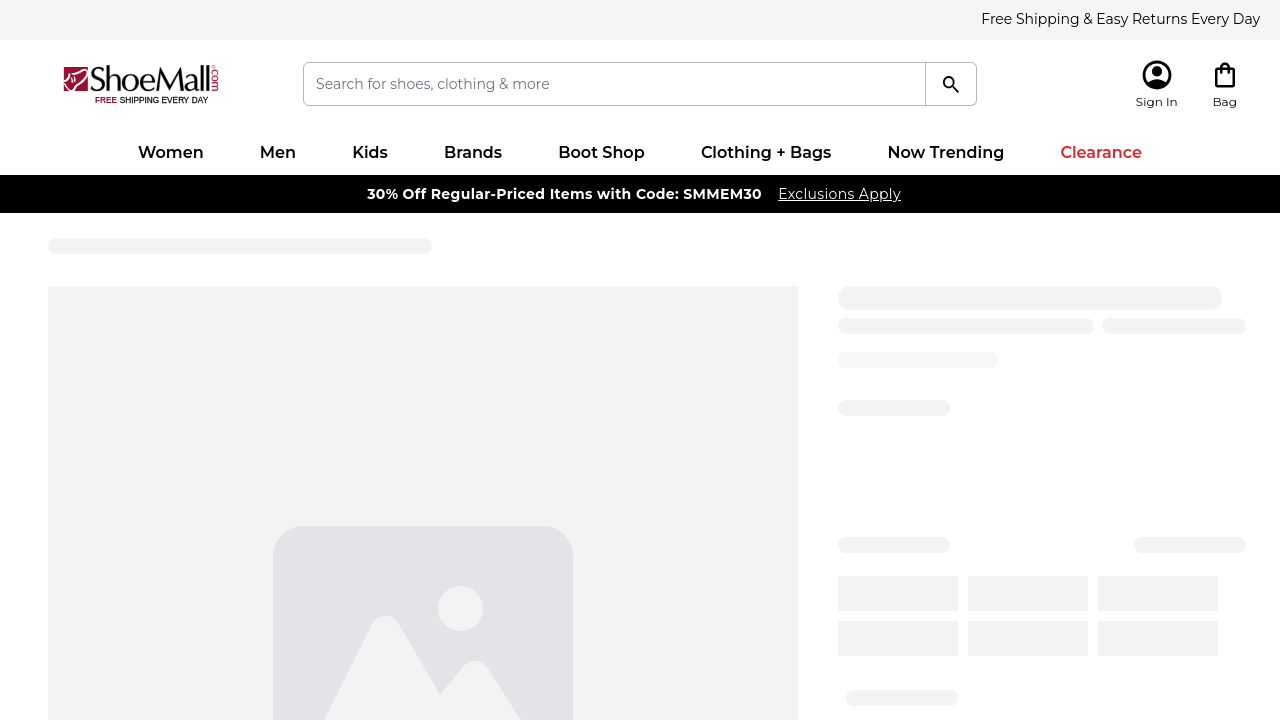 Free Shipping & Easy Returns Every Day
ShoeMall.com
FREE SHIPPING EVERY DAY
Search for shoes, clothing & more
Sign In
Bag
Women
Men
Kids
Brands
Boot Shop
Clothing + Bags
Now Trending
Clearance
30% Off Regular-Priced Items with Code: SMMEM30 Exclusions Apply